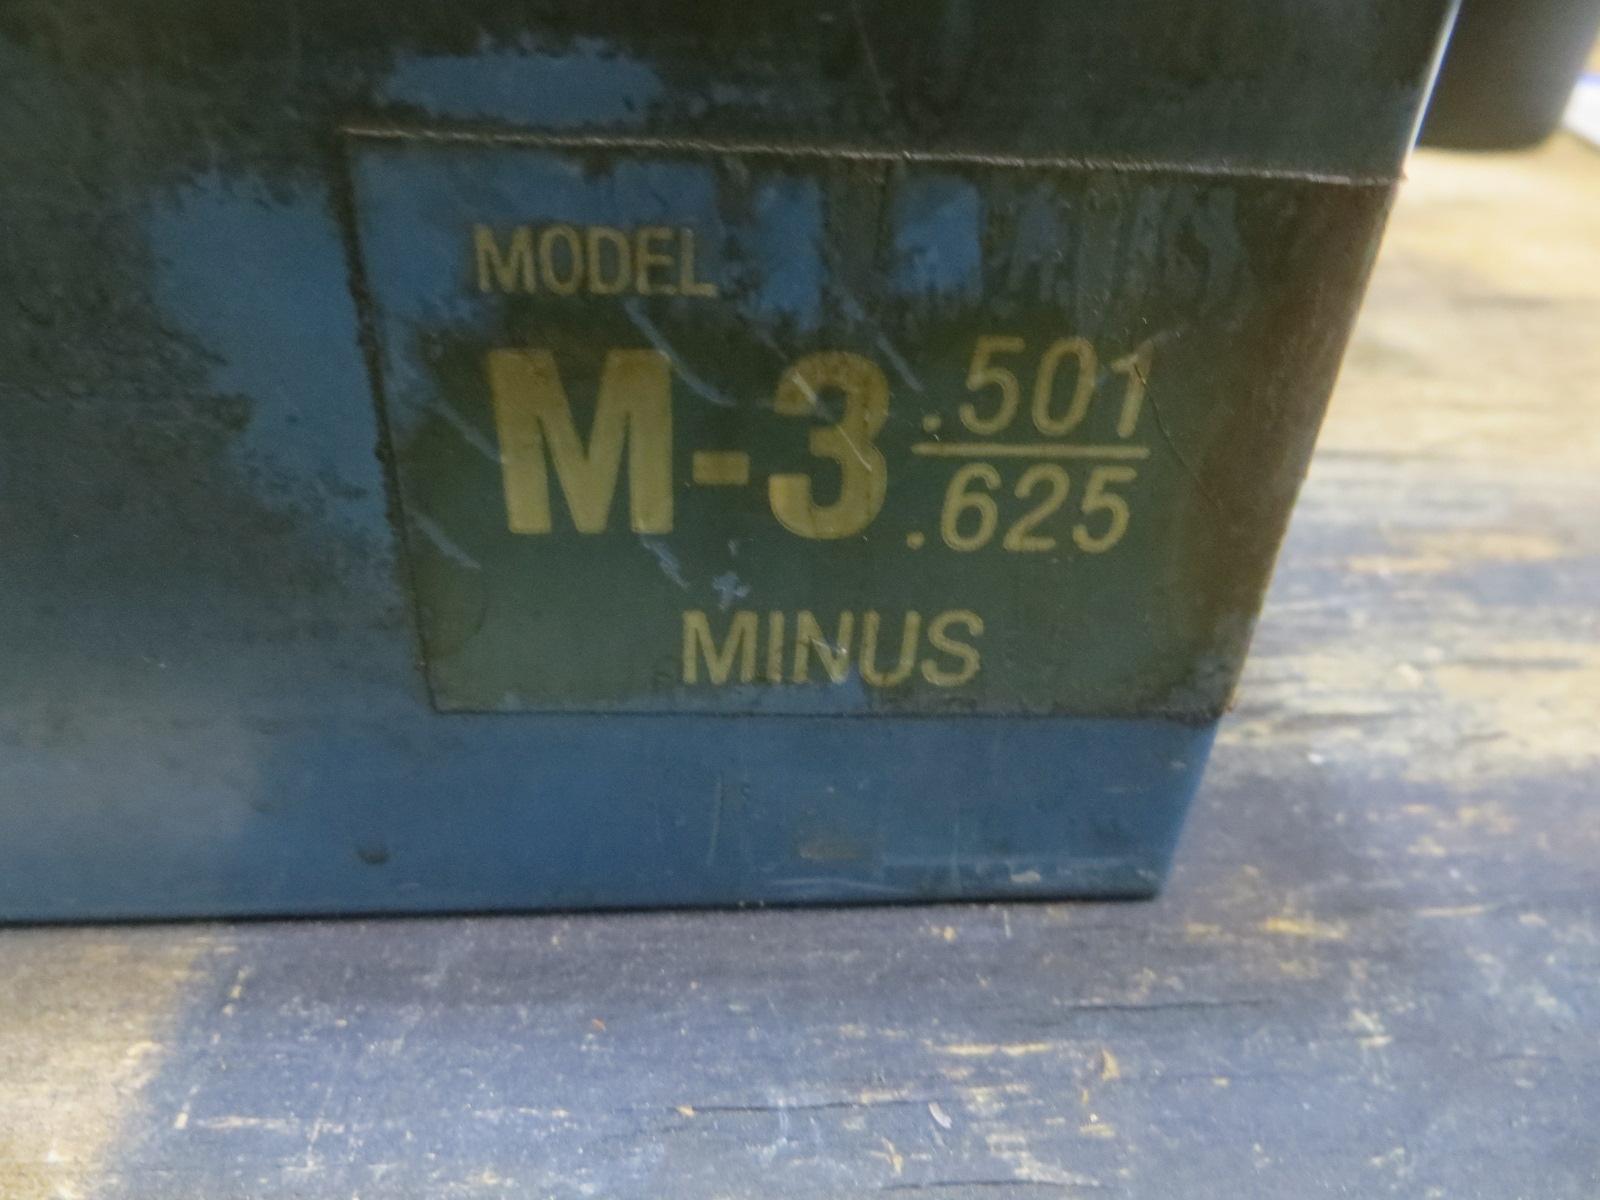 MODEL
M-3 .501
.625
MINUS